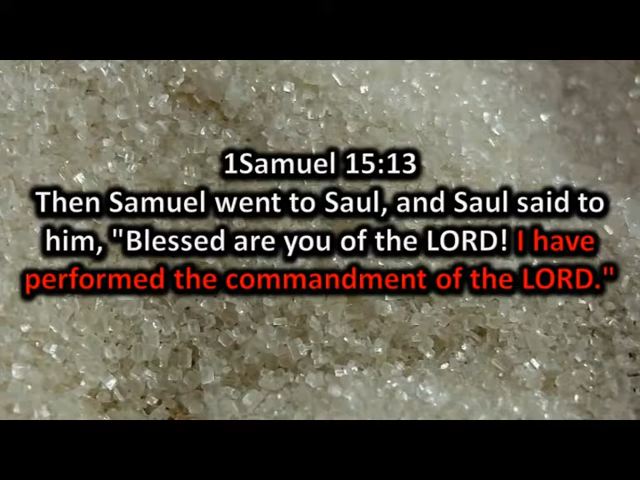 1Samuel 15:13
Then Samuel went to Saul, and Saul said to
him, "Blessed are you of the LORD! I have
performed the commandment of the LORD."